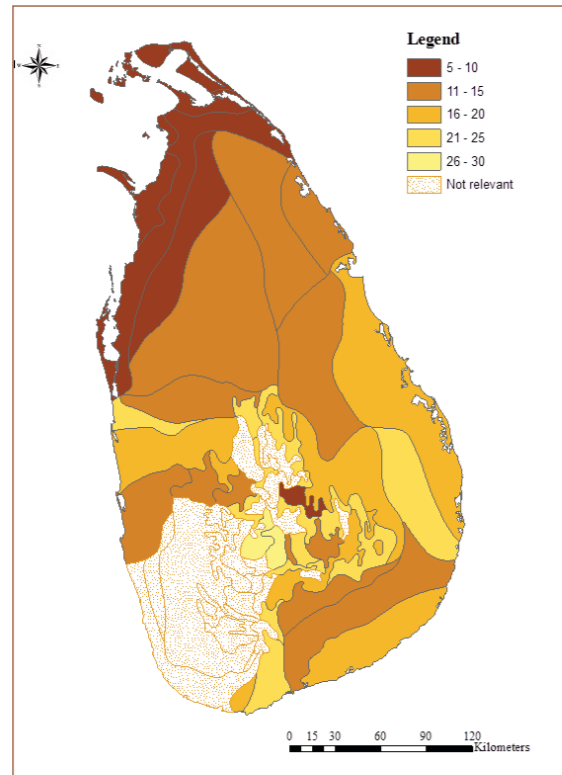 N
W
E
S
Legend
5 - 10
11 - 15
16 - 20
21 - 25
26 - 30
Not relevant
0 15 30 60 90 120
Kilometers